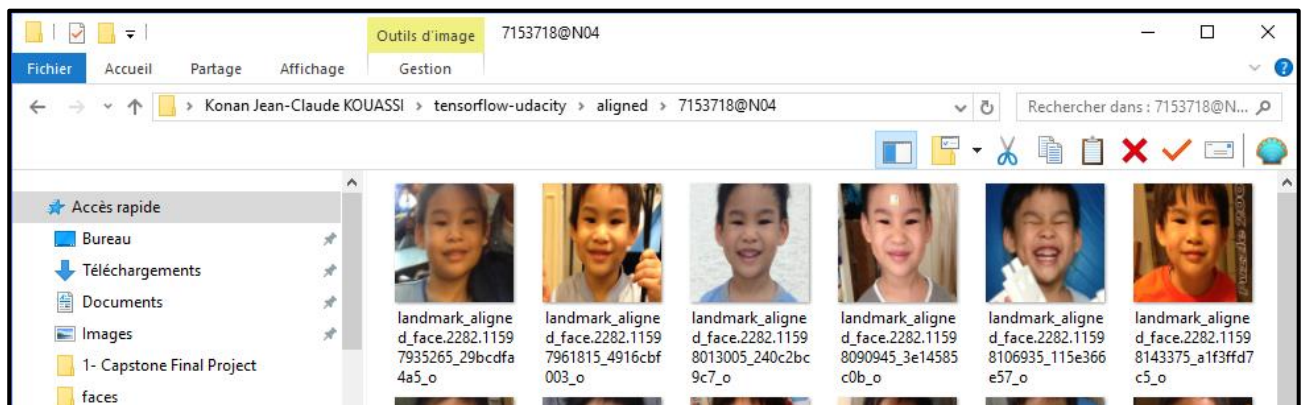 Outils d'image 7153718@N04
Fichier Accueil Partage Affichage Gestion
Konan Jean-Claude KOUASSI > tensorflow-udacity > aligned > 7153718@N04
Rechercher dans : 7153718@N...
Accès rapide
Bureau
Téléchargements
Documents
Images
1- Capstone Final Project
faces
landmark_aligne
d_face.2282.1159
7935265_29bcdfa
4a5_o
landmark_aligne
d_face.2282.1159
7961815_4916cbf
003_o
landmark_aligne
d_face.2282.1159
8013005_240c2bc
9c7_o
landmark_aligne
d_face.2282.1159
8090945_3e14585
c0b_o
landmark_aligne
d_face.2282.1159
8106935_115e366
e57_o
landmark_aligne
d_face.2282.1159
8143375_a1f3ffd7
c5_o